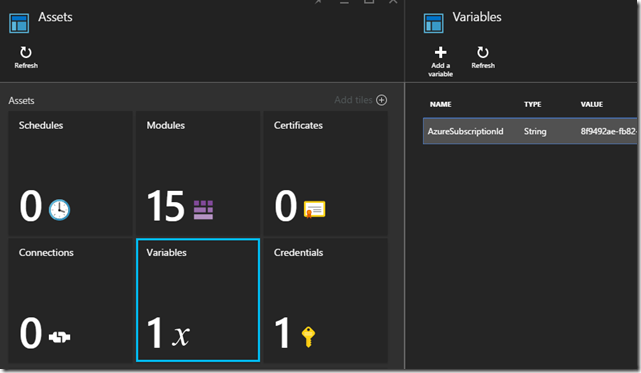 Assets
Refresh
Assets
Add tiles
Schedules
0
Modules
15
Certificates
0
Connections
0
Variables
1 x
Credentials
1
Variables
Add a
variable
Refresh
NAME TYPE VALUE
AzureSubscriptionId String 8f9492ae-fb82-